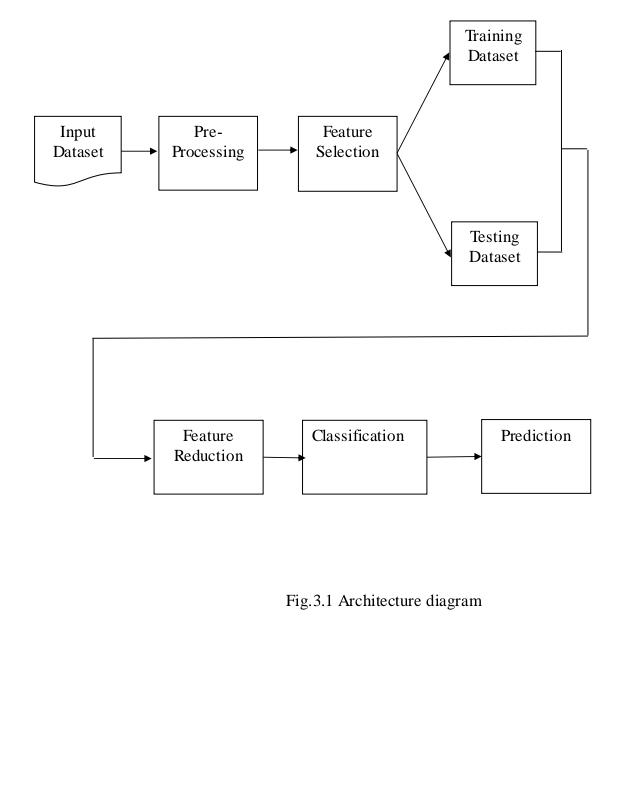 Training
Dataset
Input
Dataset
Pre-
Processing
Feature
Selection
Testing
Dataset
Feature
Reduction
Classification
Prediction
Fig.3.1 Architecture diagram